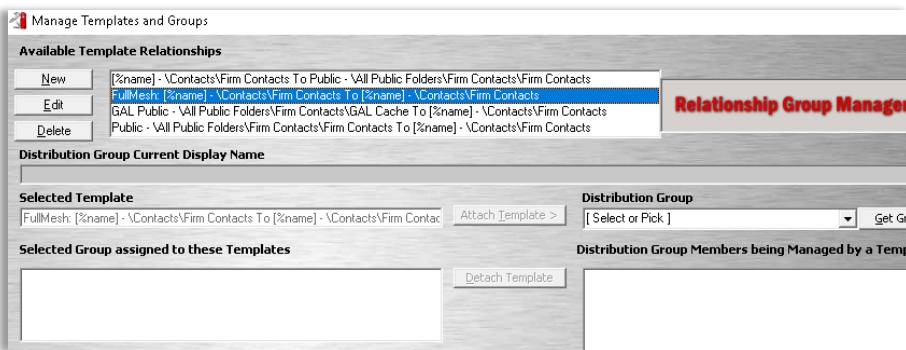 Manage Templates and Groups
Available Template Relationships
New
[%name] - \Contacts\Firm Contacts To Public - \All Public Folders\Firm Contacts\Firm Contacts
FullMesh: [%name] - \Contacts\Firm Contacts To [%name] - \Contacts\Firm Contacts
Edit
GAL Public - \All Public Folders\Firm Contacts\GAL Cache To [%name] - \Contacts\Firm Contacts
Relationship Group Manager
Delete
Public - \All Public Folders\Firm Contacts\Firm Contacts To [%name] - \Contacts\Firm Contacts
Distribution Group Current Display Name
Selected Template
Distribution Group
FullMesh: [%name] - \Contacts\Firm Contacts To [%name] - \Contacts\Firm Contac
Attach Template >
[ Select or Pick ]
Get Gr
Selected Group assigned to these Templates
Distribution Group Members being Managed by a Temp
Detach Template